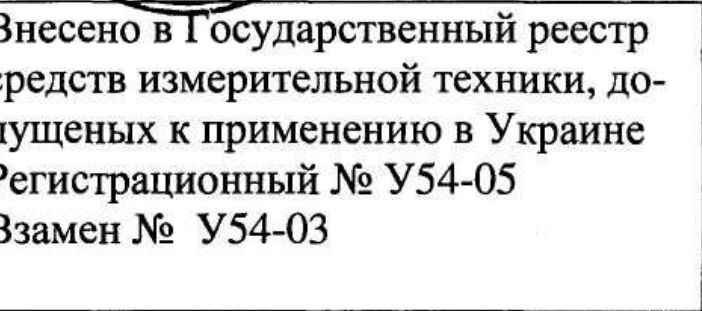 Внесено в Государственный реестр
средств измерительной техники, до-
пущеных к применению в Украине
Регистрационный № У54-05
Взамен № У54-03